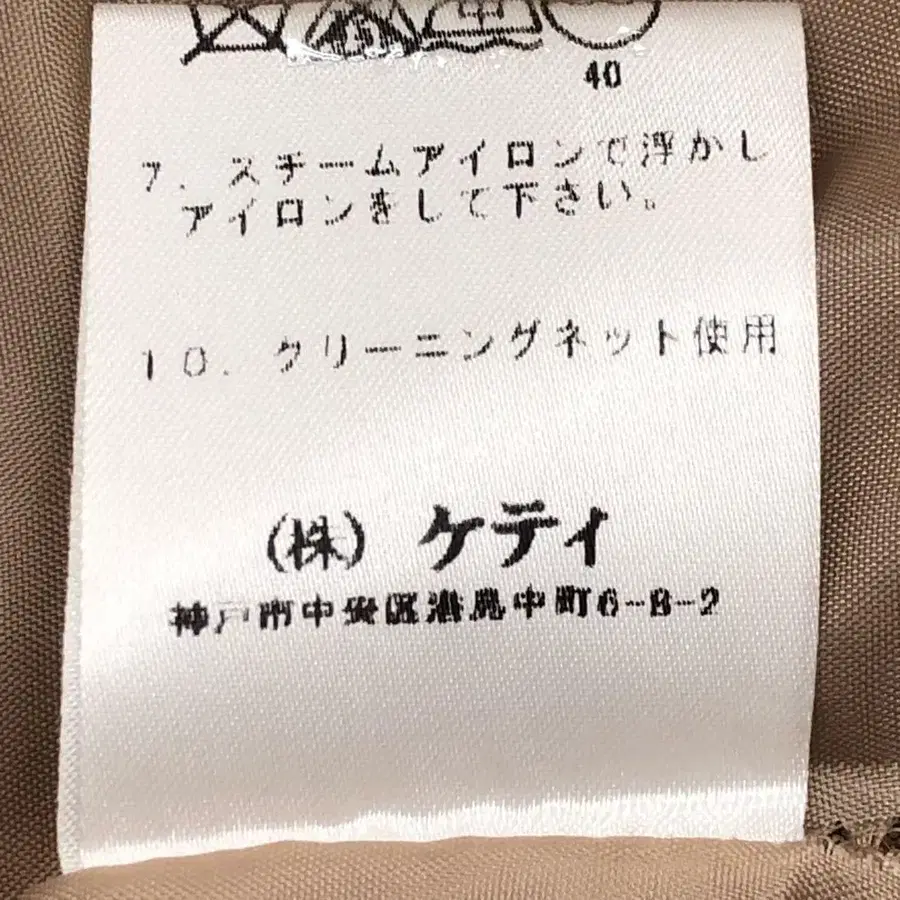 中
40
7. スチームアイロンで浮かし
アイロンをして下さい。
10. クリーニングネット使用
(株) ケティ
神戸市中央区港島中町6-8-2